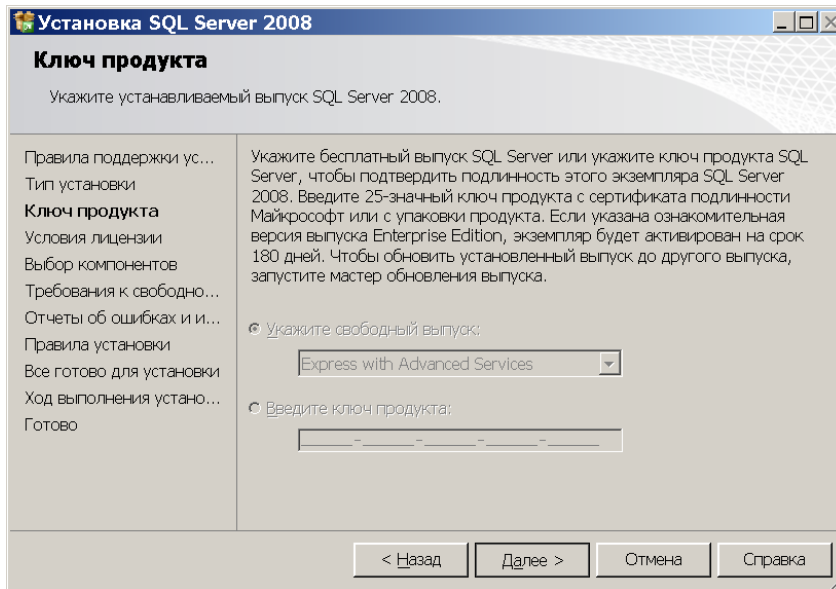 Установка SQL Server 2008
Ключ продукта
Укажите устанавливаемый выпуск SQL Server 2008.
Правила поддержки ус...
Тип установки
Ключ продукта
Условия лицензии
Выбор компонентов
Требования к свободно...
Отчеты об ошибках и и...
Правила установки
Все готово для установки
Ход выполнения устано...
Готово
Укажите бесплатный выпуск SQL Server или укажите ключ продукта SQL
Server, чтобы подтвердить подлинность этого экземпляра SQL Server
2008. Введите 25-значный ключ продукта с сертификата подлинности
Майкрософт или с упаковки продукта. Если указана ознакомительная
версия выпуска Enterprise Edition, экземпляр будет активирован на срок
180 дней. Чтобы обновить установленный выпуск до другого выпуска,
запустите мастер обновления выпуска.
Укажите свободный выпуск:
Express with Advanced Services
Введите ключ продукта:
_____-_____-_____-_____-_____
< Назад
Далее >
Отмена
Справка